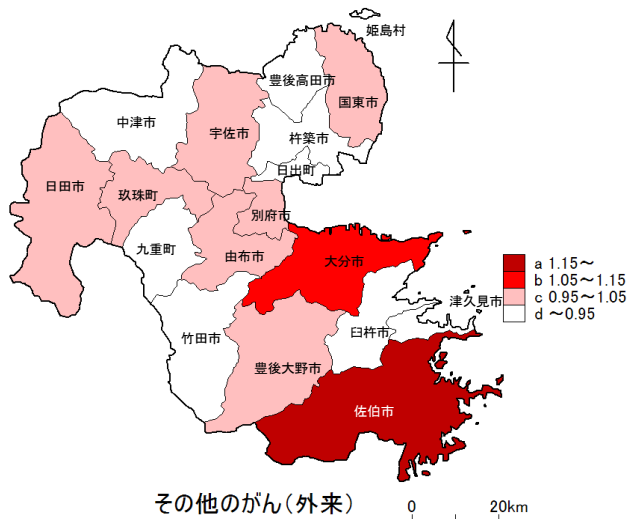 姫島村
豊後高田市
国東市
中津市
宇佐市
杵築市
日出町
日田市
玖珠町
別府市
九重町
由布市
大分市
津久見市
竹田市
臼杵市
豊後大野市
佐伯市
a 1.15～
b 1.05～1.15
c 0.95～1.05
d ～0.95
その他のがん（外来）
0 20km